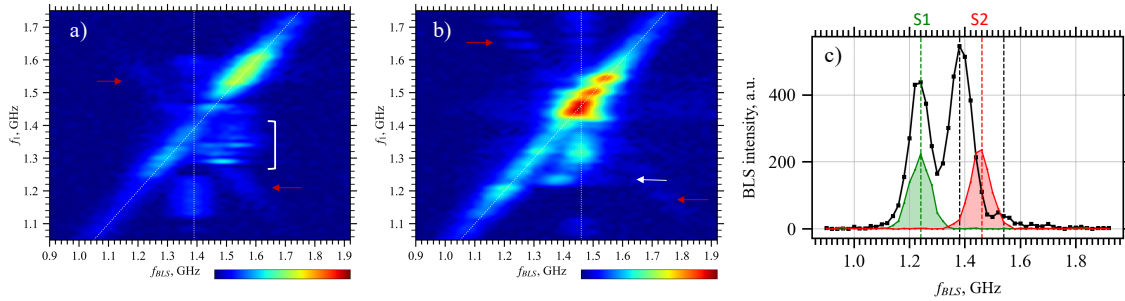 a)
1.7
1.6
1.5
1.4
1.3
1.2
1.1
f1, GHz
0.9 1.0 1.1 1.2 1.3 1.4 1.5 1.6 1.7 1.8 1.9
fBLS, GHz
b)
1.7
1.6
1.5
1.4
1.3
1.2
1.1
f1, GHz
0.9 1.0 1.1 1.2 1.3 1.4 1.5 1.6 1.7 1.8 1.9
fBLS, GHz
S1 S2
c)
BLS intensity, a.u.
400
200
0
1.0 1.2 1.4 1.6 1.8
fBLS, GHz